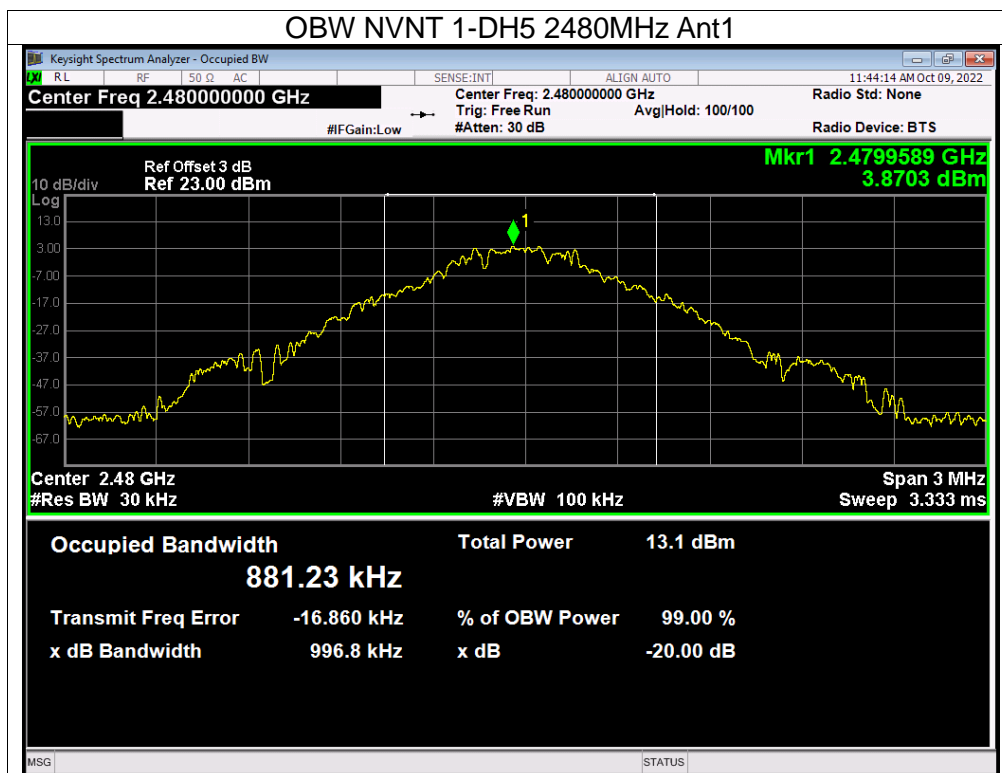 OBW NVNT 1-DH5 2480MHz Ant1
Keysight Spectrum Analyzer - Occupied BW
LXI RL RF 50 Ω AC SENSE:INT ALIGN AUTO 11:44:14 AM Oct 09, 2022
Center Freq 2.480000000 GHz Center Freq: 2.480000000 GHz Radio Std: None
Trig: Free Run Avg|Hold: 100/100
#IFGain:Low #Atten: 30 dB Radio Device: BTS
Mkr1 2.4799589 GHz
Ref Offset 3 dB 3.8703 dBm
10 dB/div Ref 23.00 dBm
Log
13.0
1
3.00
-7.00
-17.0
-27.0
-37.0
-47.0
-57.0
-67.0
Center 2.48 GHz Span 3 MHz
#Res BW 30 kHz #VBW 100 kHz Sweep 3.333 ms
Occupied Bandwidth Total Power 13.1 dBm
881.23 kHz
Transmit Freq Error -16.860 kHz % of OBW Power 99.00 %
x dB Bandwidth 996.8 kHz x dB -20.00 dB
MSG STATUS